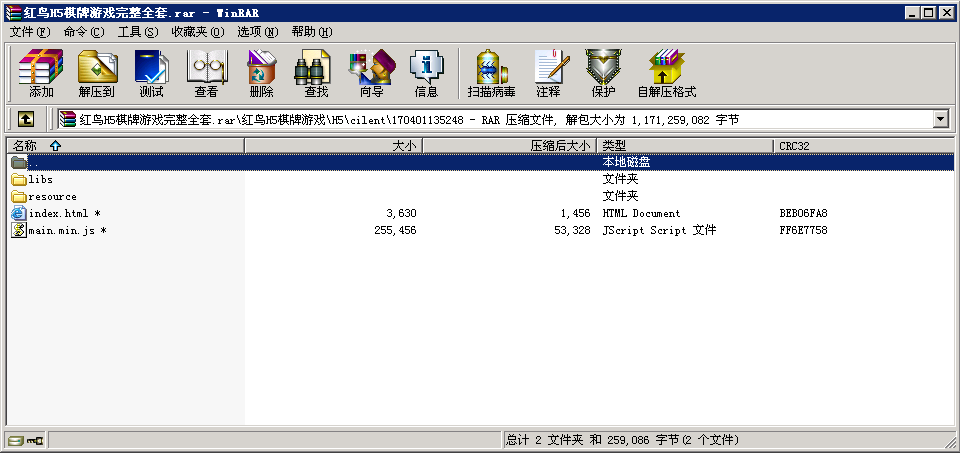 红鸟H5棋牌游戏完整全套.rar - WinRAR
文件(F) 命令(C) 工具(S) 收藏夹(O) 选项(N) 帮助(H)
添加 解压到 测试 查看 删除 查找 向导 信息 扫描病毒 注释 保护 自解压格式
红鸟H5棋牌游戏完整全套.rar\红鸟H5棋牌游戏\H5\cilent\170401135248 - RAR 压缩文件, 解包大小为 1,171,259,082 字节
名称 大小 压缩后大小 类型 CRC32
.. 本地磁盘
libs 文件夹
resource 文件夹
index.html * 3,630 1,456 HTML Document BEB06FA8
main.min.js * 255,456 53,328 JScript Script 文件 FF6E7758
总计 2 文件夹 和 259,086 字节(2 个文件)